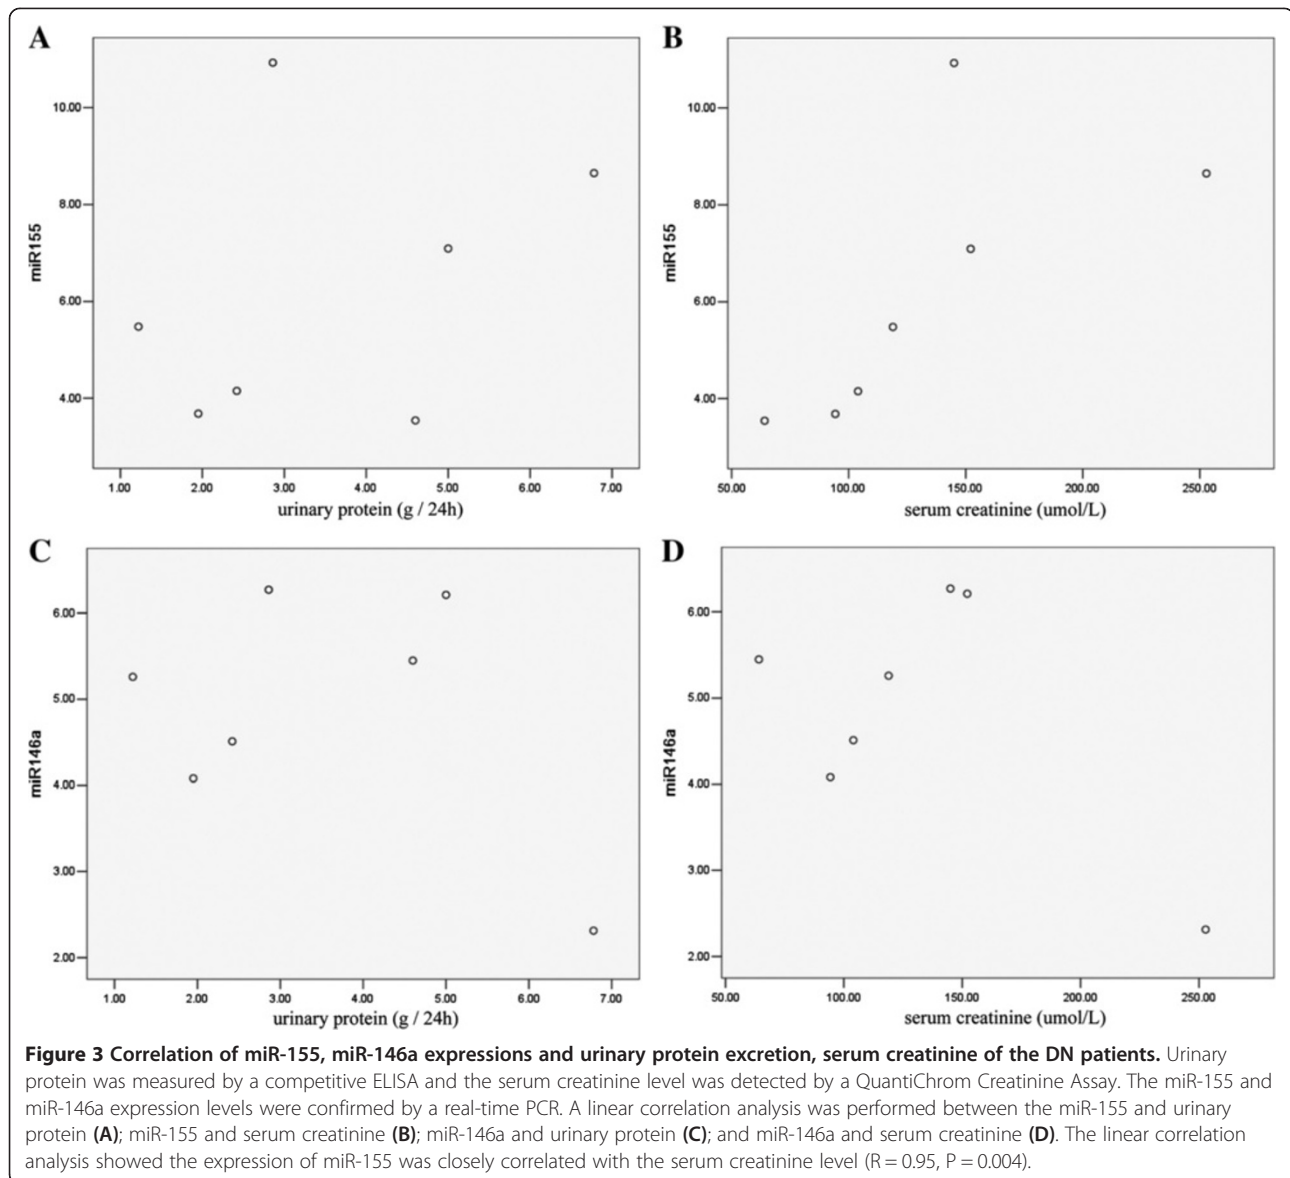 A
10.00
8.00
6.00
4.00
miR155
1.00 2.00 3.00 4.00 5.00 6.00 7.00
urinary protein (g / 24h)
B
10.00
8.00
6.00
4.00
miR155
50.00 100.00 150.00 200.00 250.00
serum creatinine (umol/L)
C
6.00
5.00
4.00
3.00
2.00
miR146a
1.00 2.00 3.00 4.00 5.00 6.00 7.00
urinary protein (g / 24h)
D
6.00
5.00
4.00
3.00
2.00
miR146a
50.00 100.00 150.00 200.00 250.00
serum creatinine (umol/L)
Figure 3 Correlation of miR-155, miR-146a expressions and urinary protein excretion, serum creatinine of the DN patients. Urinary
protein was measured by a competitive ELISA and the serum creatinine level was detected by a QuantiChrom Creatinine Assay. The miR-155 and
miR-146a expression levels were confirmed by a real-time PCR. A linear correlation analysis was performed between the miR-155 and urinary
protein (A); miR-155 and serum creatinine (B); miR-146a and urinary protein (C); and miR-146a and serum creatinine (D). The linear correlation
analysis showed the expression of miR-155 was closely correlated with the serum creatinine level (R = 0.95, P = 0.004).